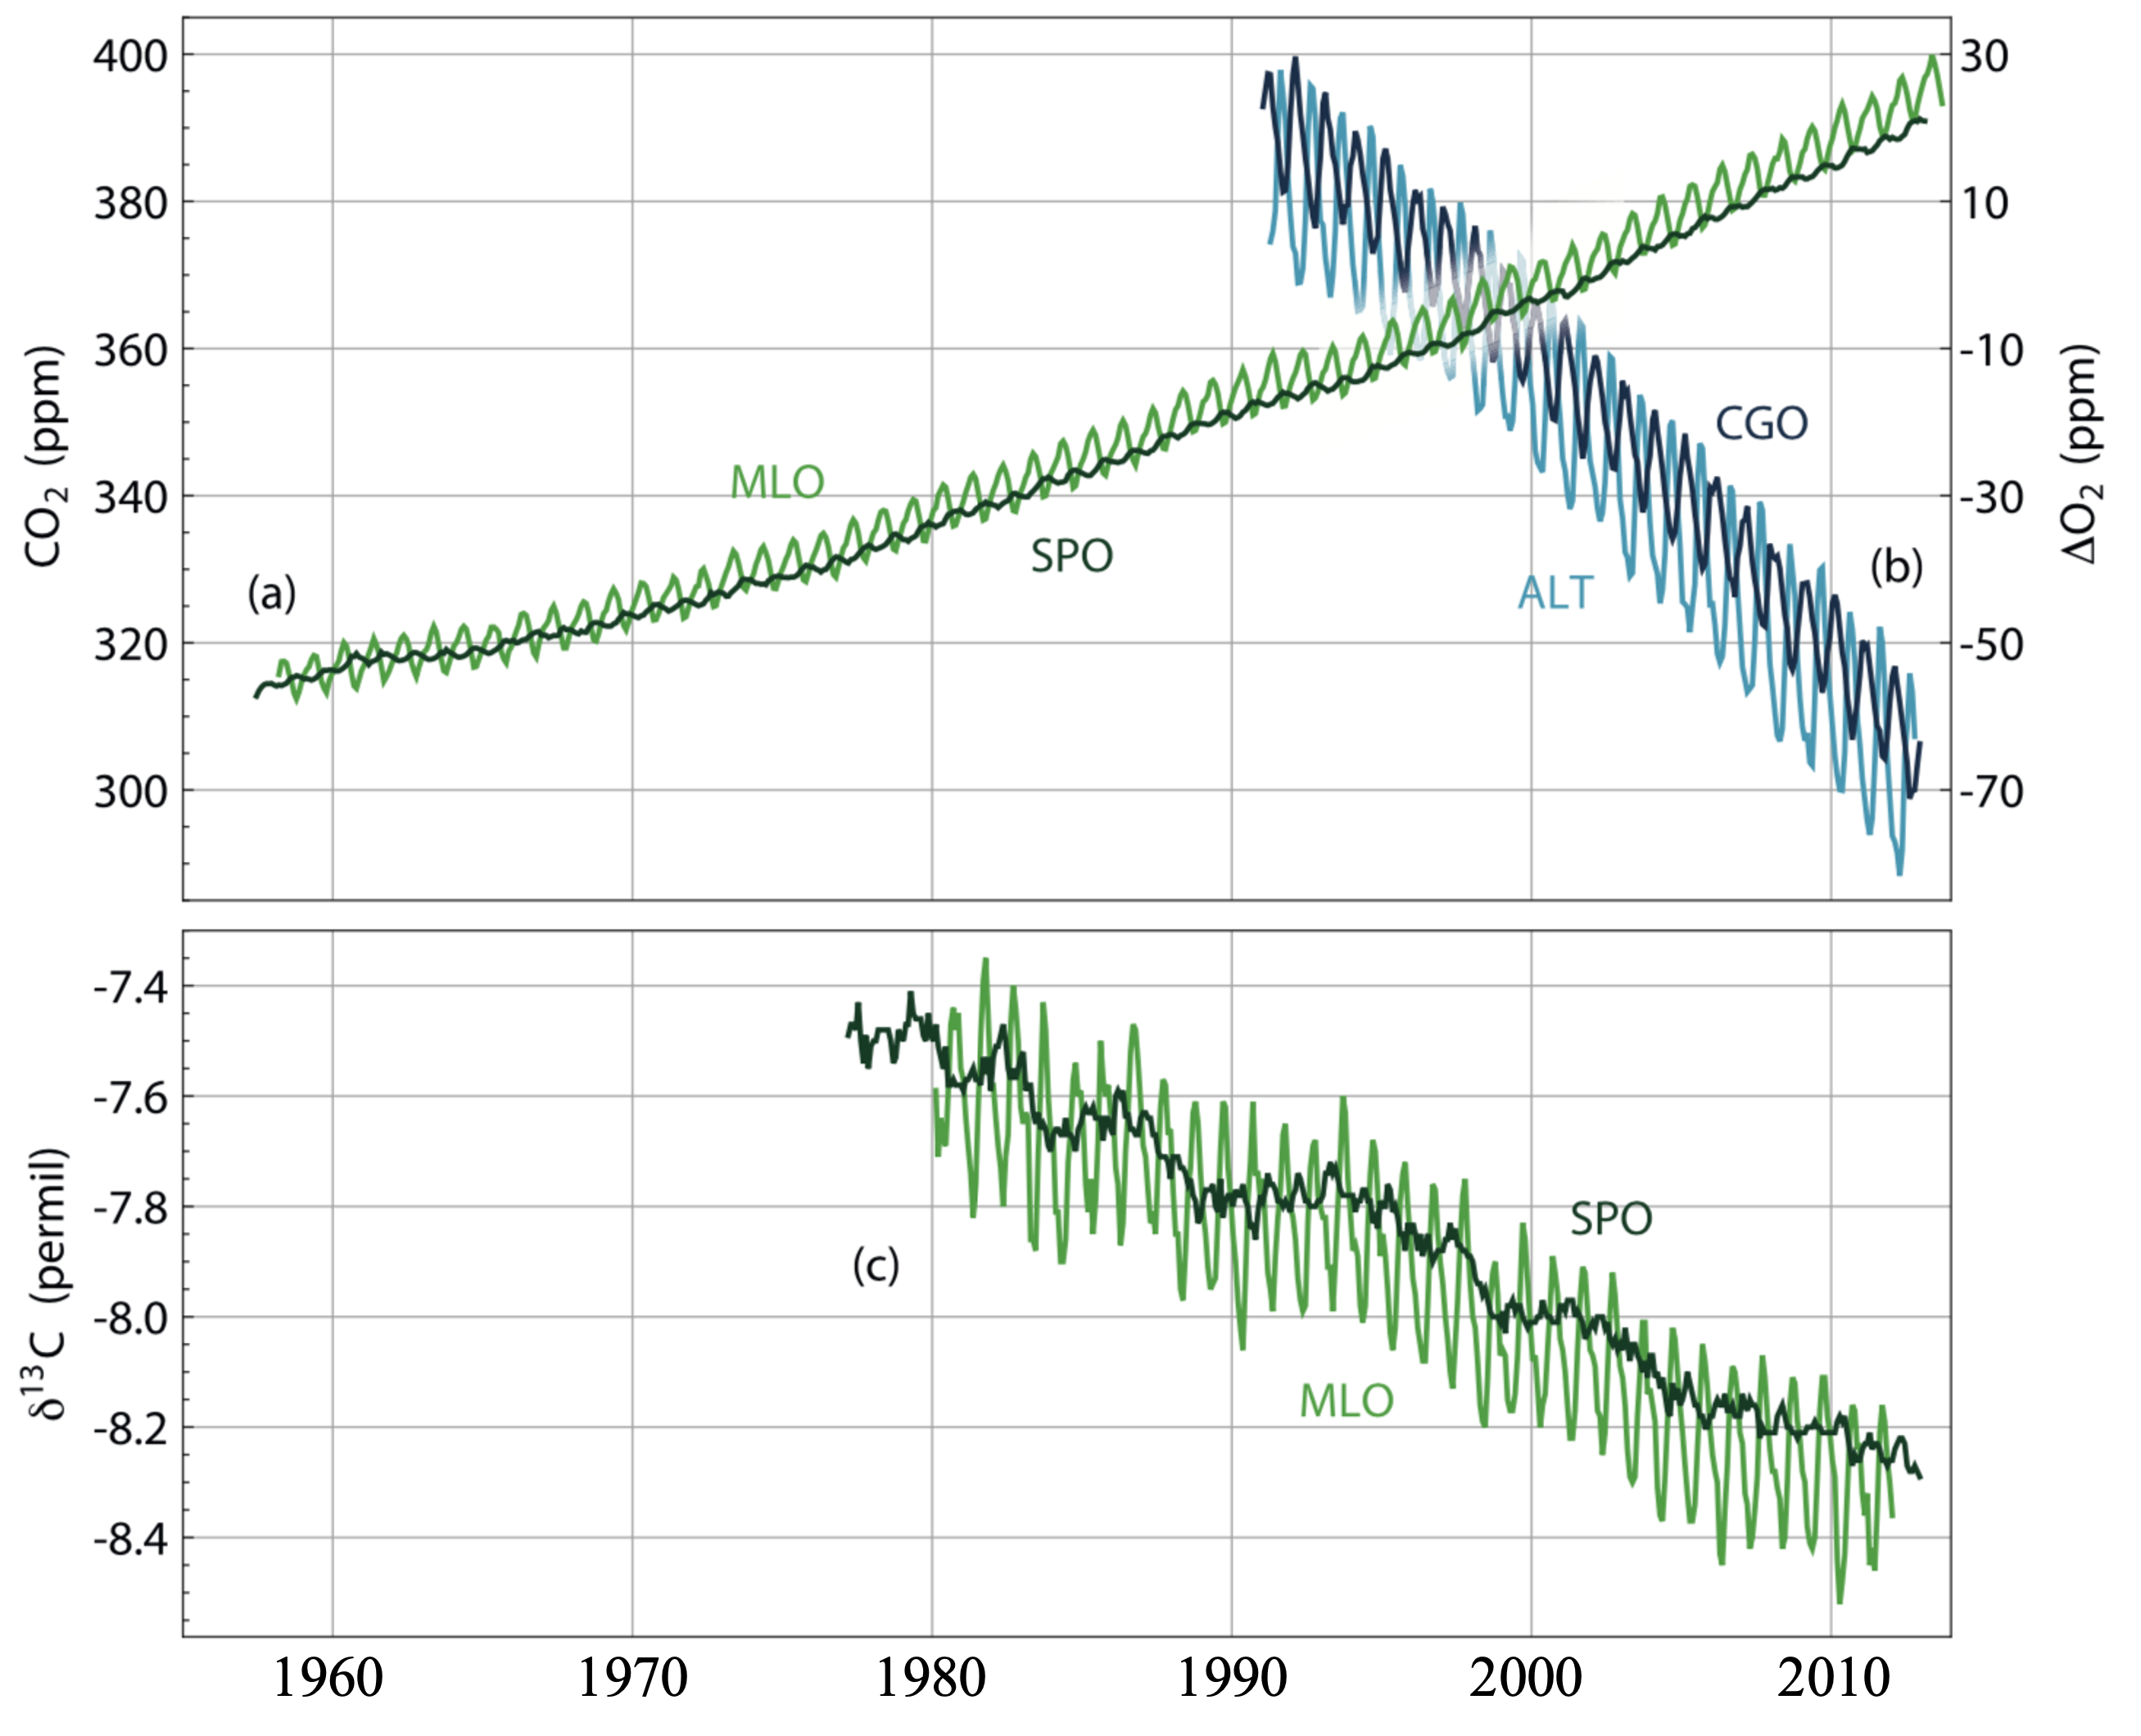 400
380
360
340
320
300
CO₂ (ppm)
30
10
-10
-30
-50
-70
ΔO₂ (ppm)
MLO
SPO
(a)
CGO
ALT
(b)
-7.4
-7.6
-7.8
-8.0
-8.2
-8.4
δ¹³C (permil)
(c)
SPO
MLO
1960 1970 1980 1990 2000 2010